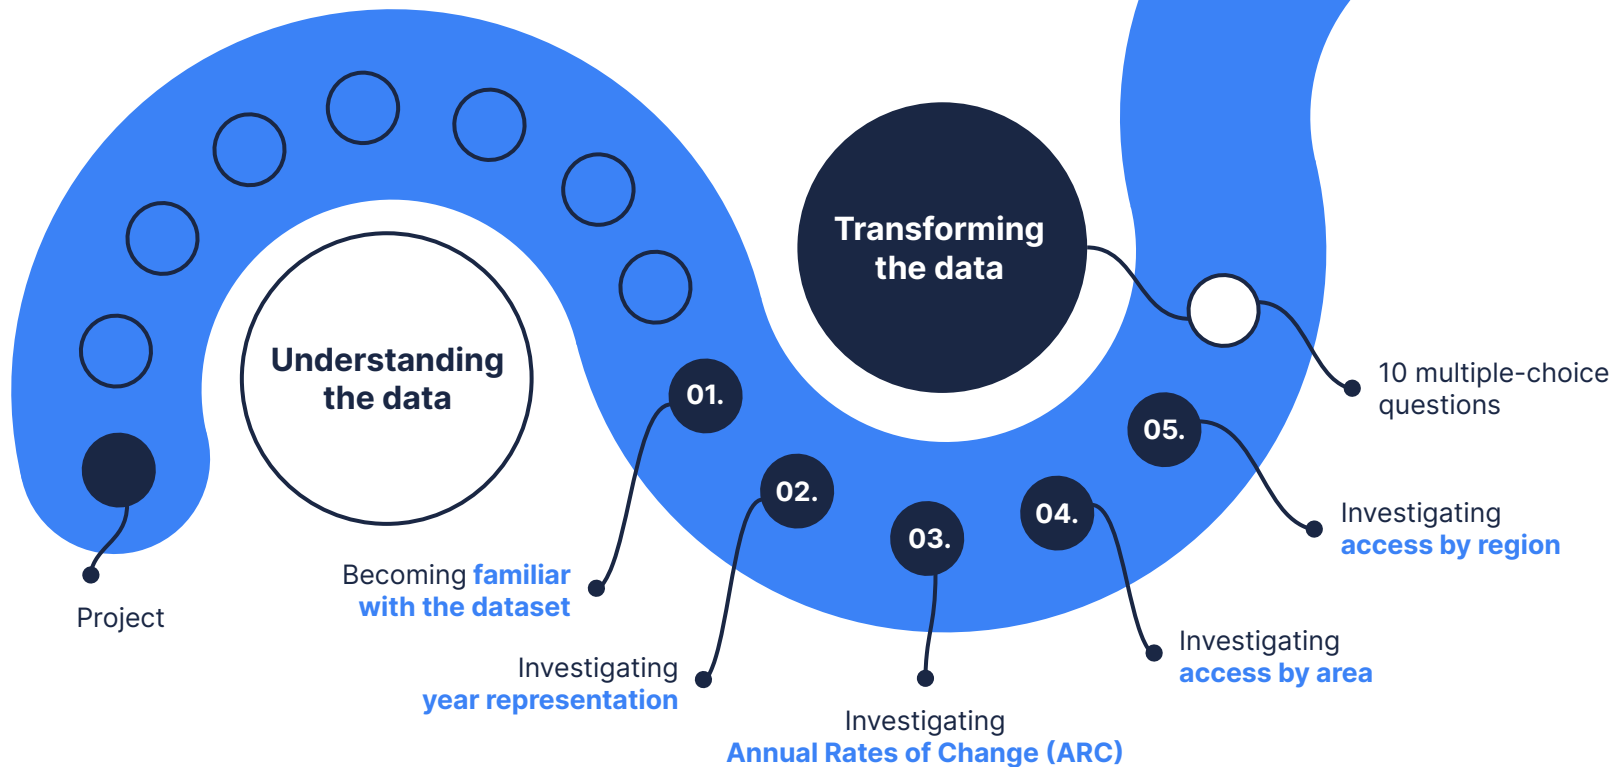 Understanding
the data
Transforming
the data
Project
01.
Becoming familiar
with the dataset
02.
Investigating
year representation
03.
Investigating
Annual Rates of Change (ARC)
04.
Investigating
access by area
05.
Investigating
access by region
10 multiple-choice
questions